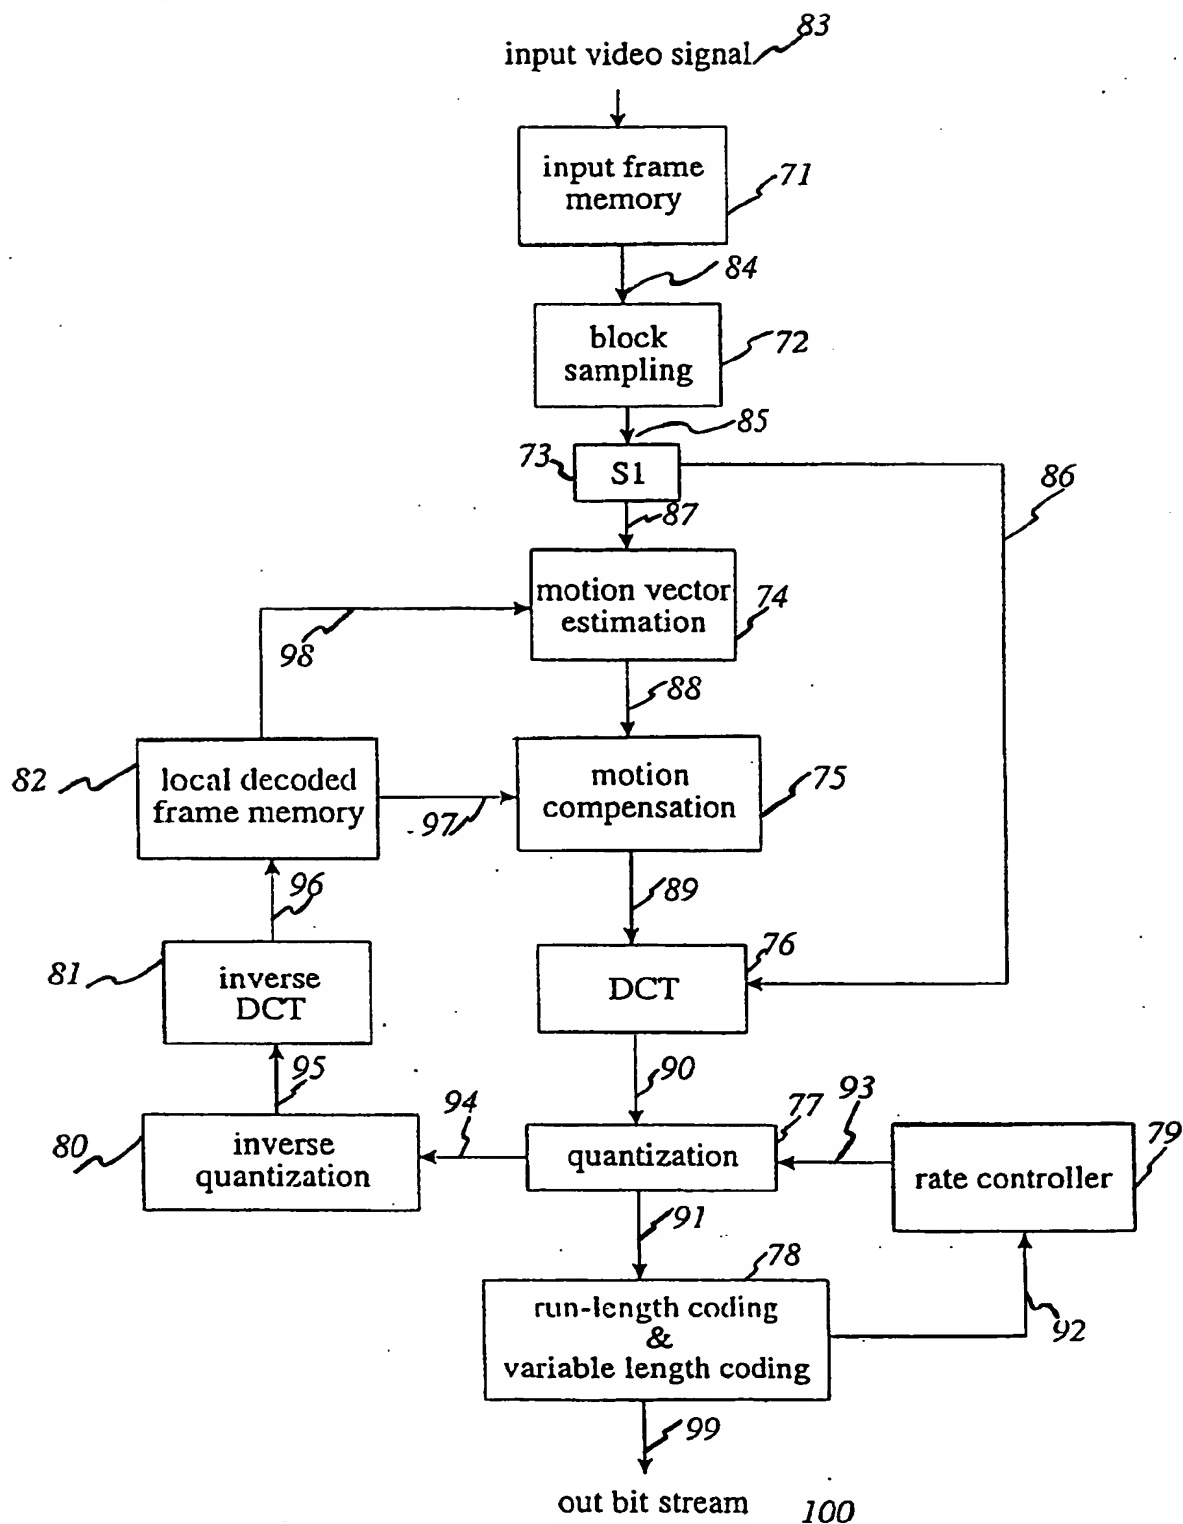 83
input video signal
input frame
memory
71
84
block
sampling
72
85
73
S1
86
87
motion vector
estimation
74
98
88
82
local decoded
frame memory
motion
compensation
75
97
96
89
76
81
inverse
DCT
DCT
95
90
94
77
93
79
80
inverse
quantization
quantization
rate controller
91
78
run-length coding
&
variable length coding
92
99
out bit stream
100